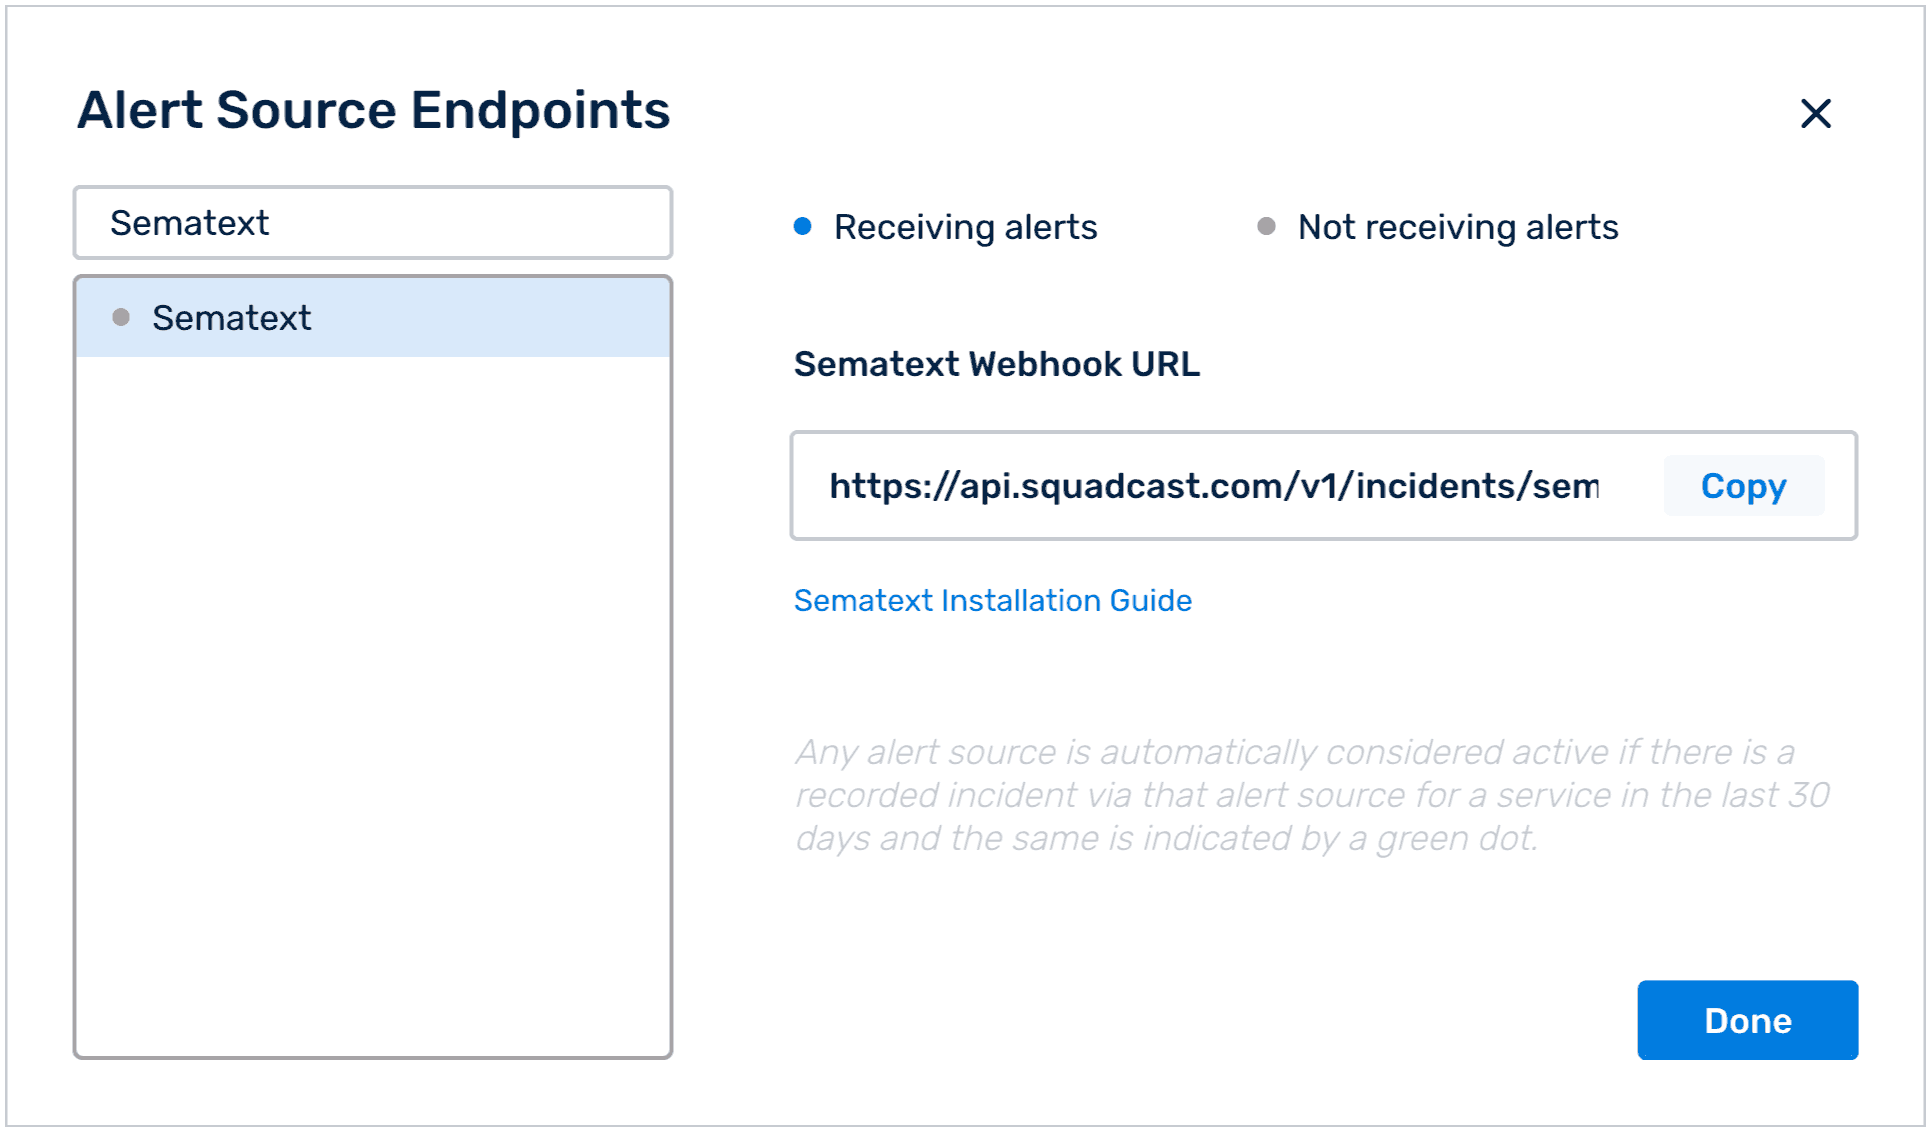 Alert Source Endpoints
Sematext
Sematext
Receiving alerts
Not receiving alerts
Sematext Webhook URL
https://api.squadcast.com/v1/incidents/sem
Copy
Sematext Installation Guide
Any alert source is automatically considered active if there is a
recorded incident via that alert source for a service in the last 30
days and the same is indicated by a green dot.
Done